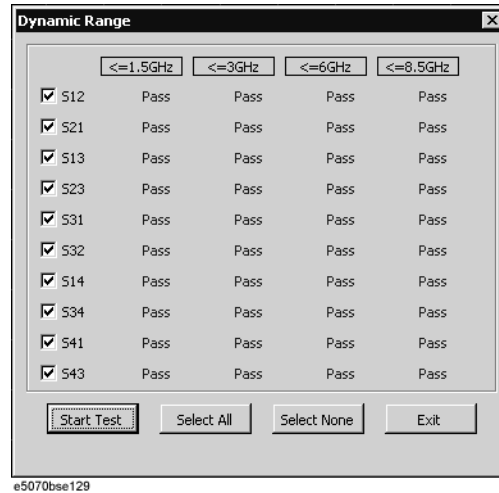 Dynamic Range
<=1.5GHz <=3GHz <=6GHz <=8.5GHz
S12 Pass Pass Pass Pass
S21 Pass Pass Pass Pass
S13 Pass Pass Pass Pass
S23 Pass Pass Pass Pass
S31 Pass Pass Pass Pass
S32 Pass Pass Pass Pass
S14 Pass Pass Pass Pass
S34 Pass Pass Pass Pass
S41 Pass Pass Pass Pass
S43 Pass Pass Pass Pass
Start Test Select All Select None Exit
e5070bse129